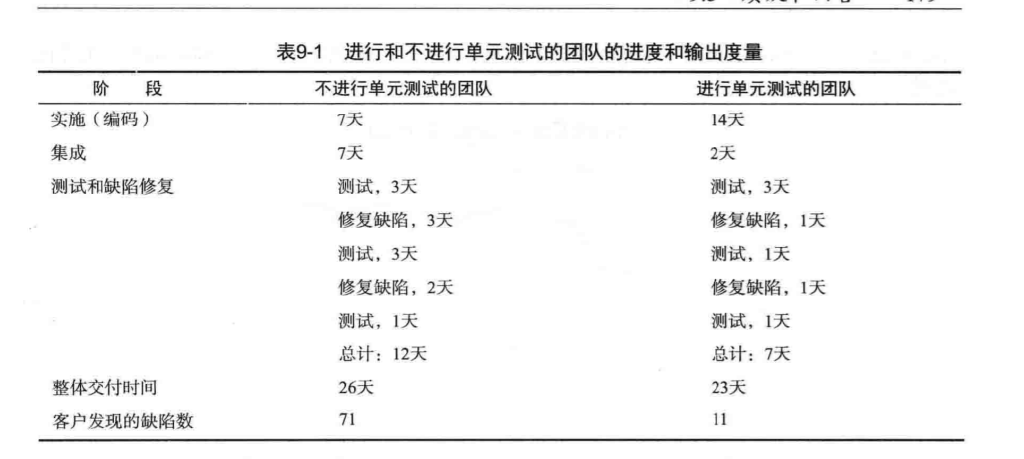 表9-1 进行和不进行单元测试的团队的进度和输出度量
阶 段 不进行单元测试的团队 进行单元测试的团队
实施（编码） 7天 14天
集成 7天 2天
测试和缺陷修复 测试，3天 测试，3天
修复缺陷，3天 修复缺陷，1天
测试，3天 测试，1天
修复缺陷，2天 修复缺陷，1天
测试，1天 测试，1天
总计：12天 总计：7天
整体交付时间 26天 23天
客户发现的缺陷数 71 11